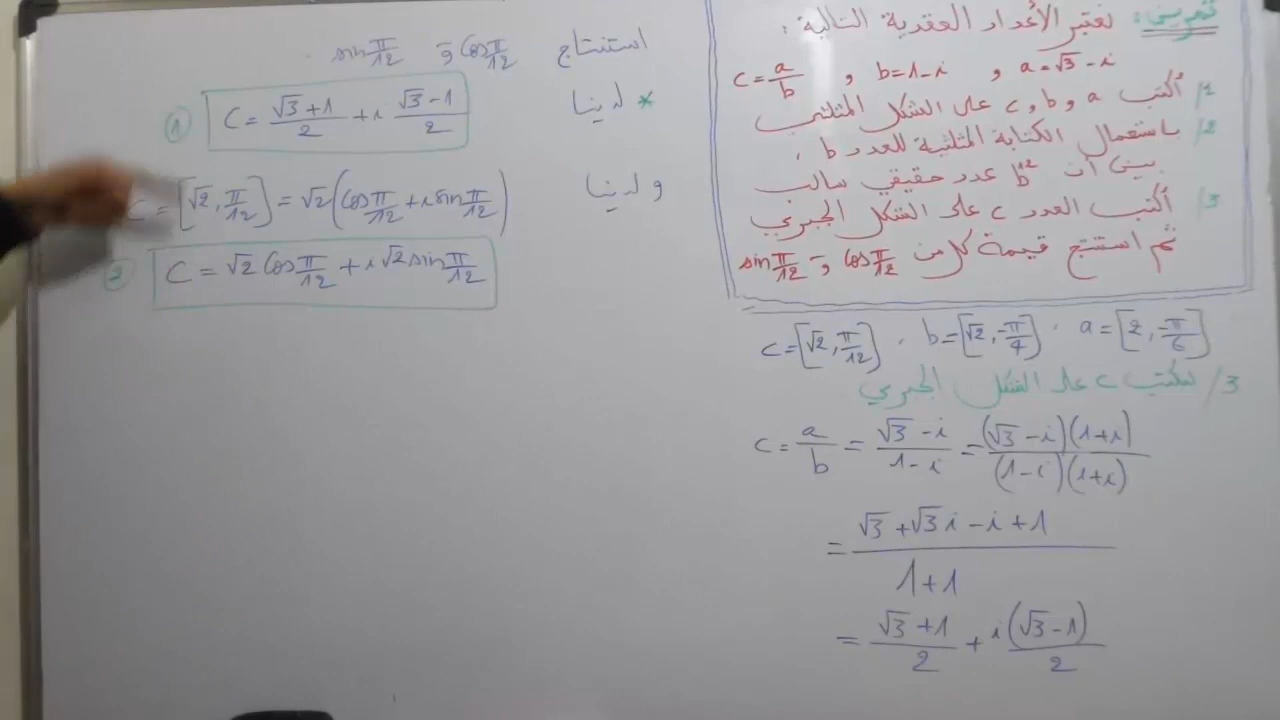 تمرين: نعتبر الأعداد العقدية التالية :
a = √3 - i و b = 1 - i و c = a/b
1/ أكتب a و b و c على الشكل المثلثي
2/ باستعمال الكتابة المثلثية للعدد b ،
بين أن b¹² عدد حقيقي سالب
3/ أكتب العدد c على الشكل الجبري
ثم استنتج قيمة كل من cos π/12 و sin π/12
a = [2, -π/6] . b = [√2, -π/4] . c = [√2, π/12]
3/ لنكتب c على الشكل الجبري
c = a/b = (√3 - i)/(1 - i) = (√3 - i)(1 + i)/(1 - i)(1 + i)
= (√3 + √3 i - i + 1)/(1 + 1)
= (√3 + 1)/2 + i(√3 - 1)/2
استنتاج cos π/12 و sin π/12
* لدينا C = (√3 + 1)/2 + i (√3 - 1)/2 ①
و لدينا C = [√2, π/12] = √2 (cos π/12 + i sin π/12)
C = √2 cos π/12 + i √2 sin π/12 ②